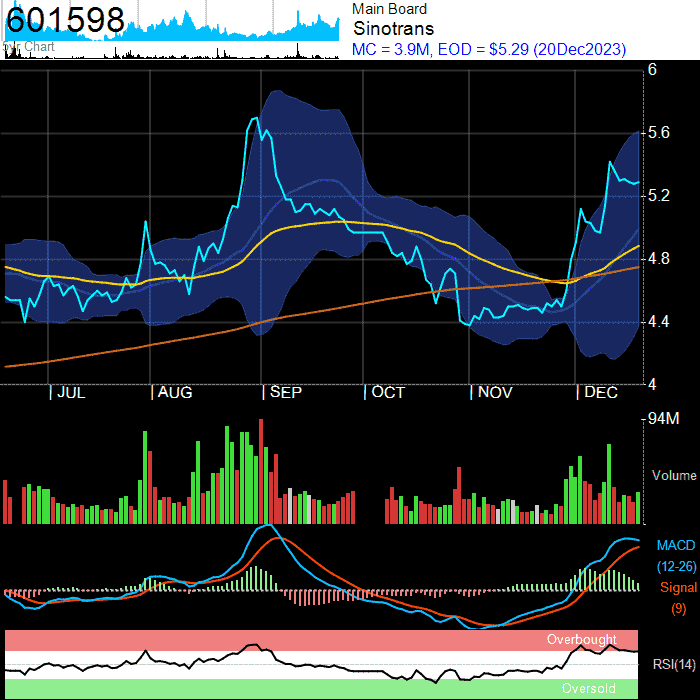 601598
5yr Chart
Main Board
Sinotrans
MC = 3.9M, EOD = $5.29 (20Dec2023)
6
5.6
5.2
4.8
4.4
4
JUL
AUG
SEP
OCT
NOV
DEC
94M
Volume
MACD
(12-26)
Signal
(9)
Overbought
RSI(14)
Oversold